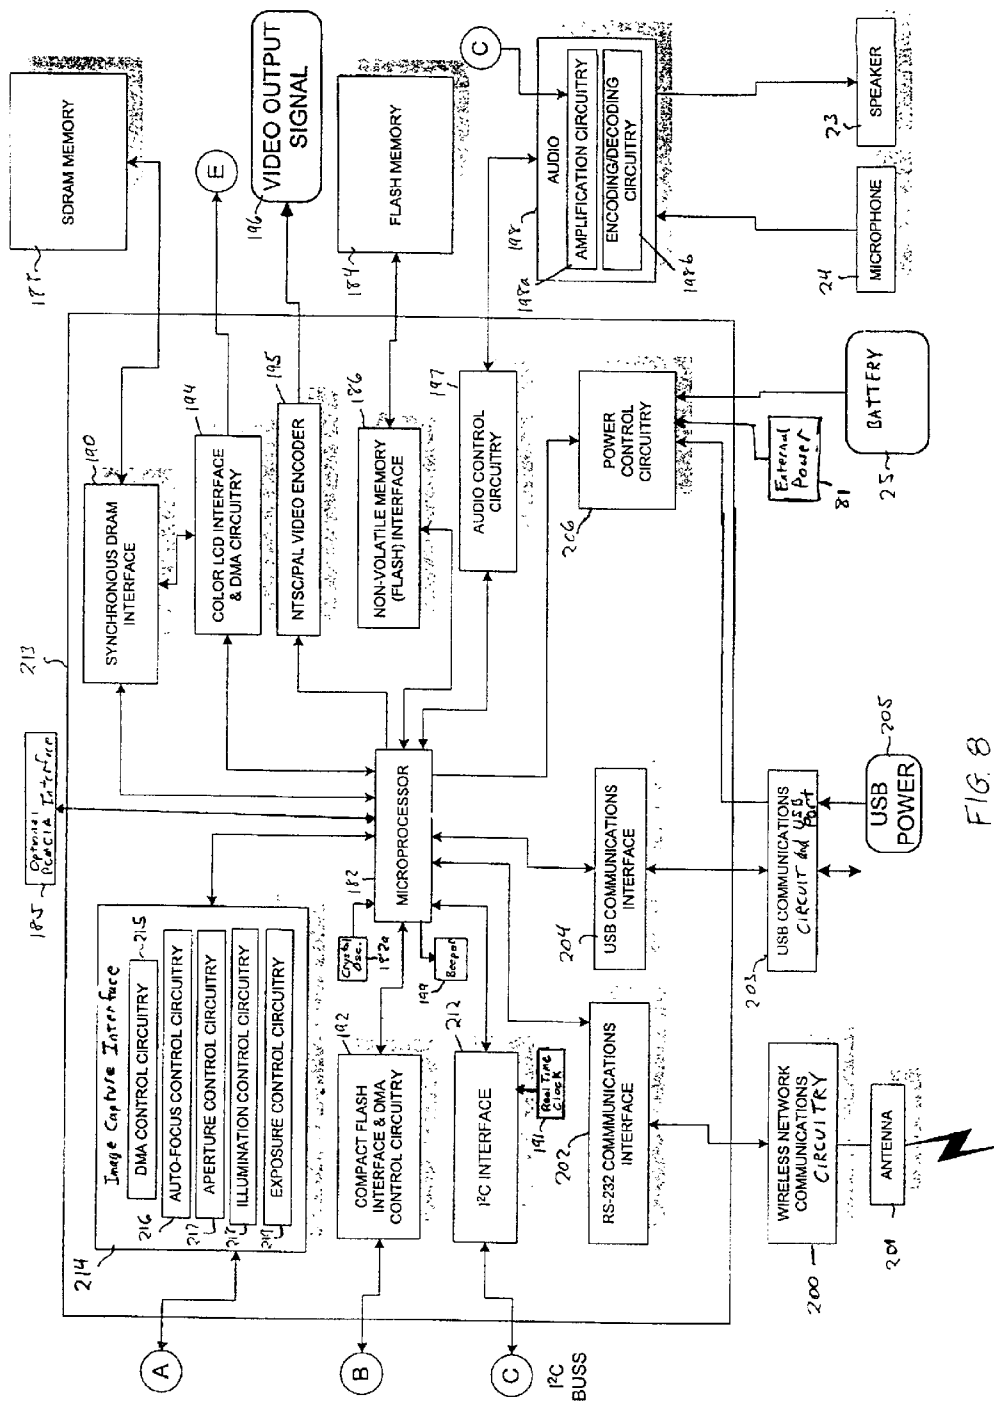 188
SDRAM MEMORY
E
196
VIDEO OUTPUT
SIGNAL
184
FLASH MEMORY
C
198
AUDIO
198a
AMPLIFICATION CIRCUITRY
ENCODING/DECODING
CIRCUITRY
198b
23
SPEAKER
24
MICROPHONE
213
190
SYNCHRONOUS DRAM
INTERFACE
194
COLOR LCD INTERFACE
& DMA CIRCUITRY
195
NTSC/PAL VIDEO ENCODER
186
NON-VOLATILE MEMORY
(FLASH) INTERFACE
197
AUDIO CONTROL
CIRCUITRY
206
POWER
CONTROL
CIRCUITRY
External
Power
81
BATTERY
25
185
Optional
PCMCIA Interface
182
MICROPROCESSOR
Crystal
Osc.
182a
199
Beeper
204
USB COMMUNICATIONS
INTERFACE
203
USB COMMUNICATIONS
CIRCUIT and USB
Port
205
USB
POWER
214
Image Capture Interface
215
DMA CONTROL CIRCUITRY
216
AUTO-FOCUS CONTROL CIRCUITRY
217
APERTURE CONTROL CIRCUITRY
218
ILLUMINATION CONTROL CIRCUITRY
219
EXPOSURE CONTROL CIRCUITRY
192
COMPACT FLASH
INTERFACE & DMA
CONTROL CIRCUITRY
212
I²C INTERFACE
191
Real Time
Clock
202
RS-232 COMMMUNICATIONS
INTERFACE
200
WIRELESS NETWORK
COMMUNICATIONS
CIRCUITRY
201
ANTENNA
A
B
C
I²C
BUSS
FIG. 8